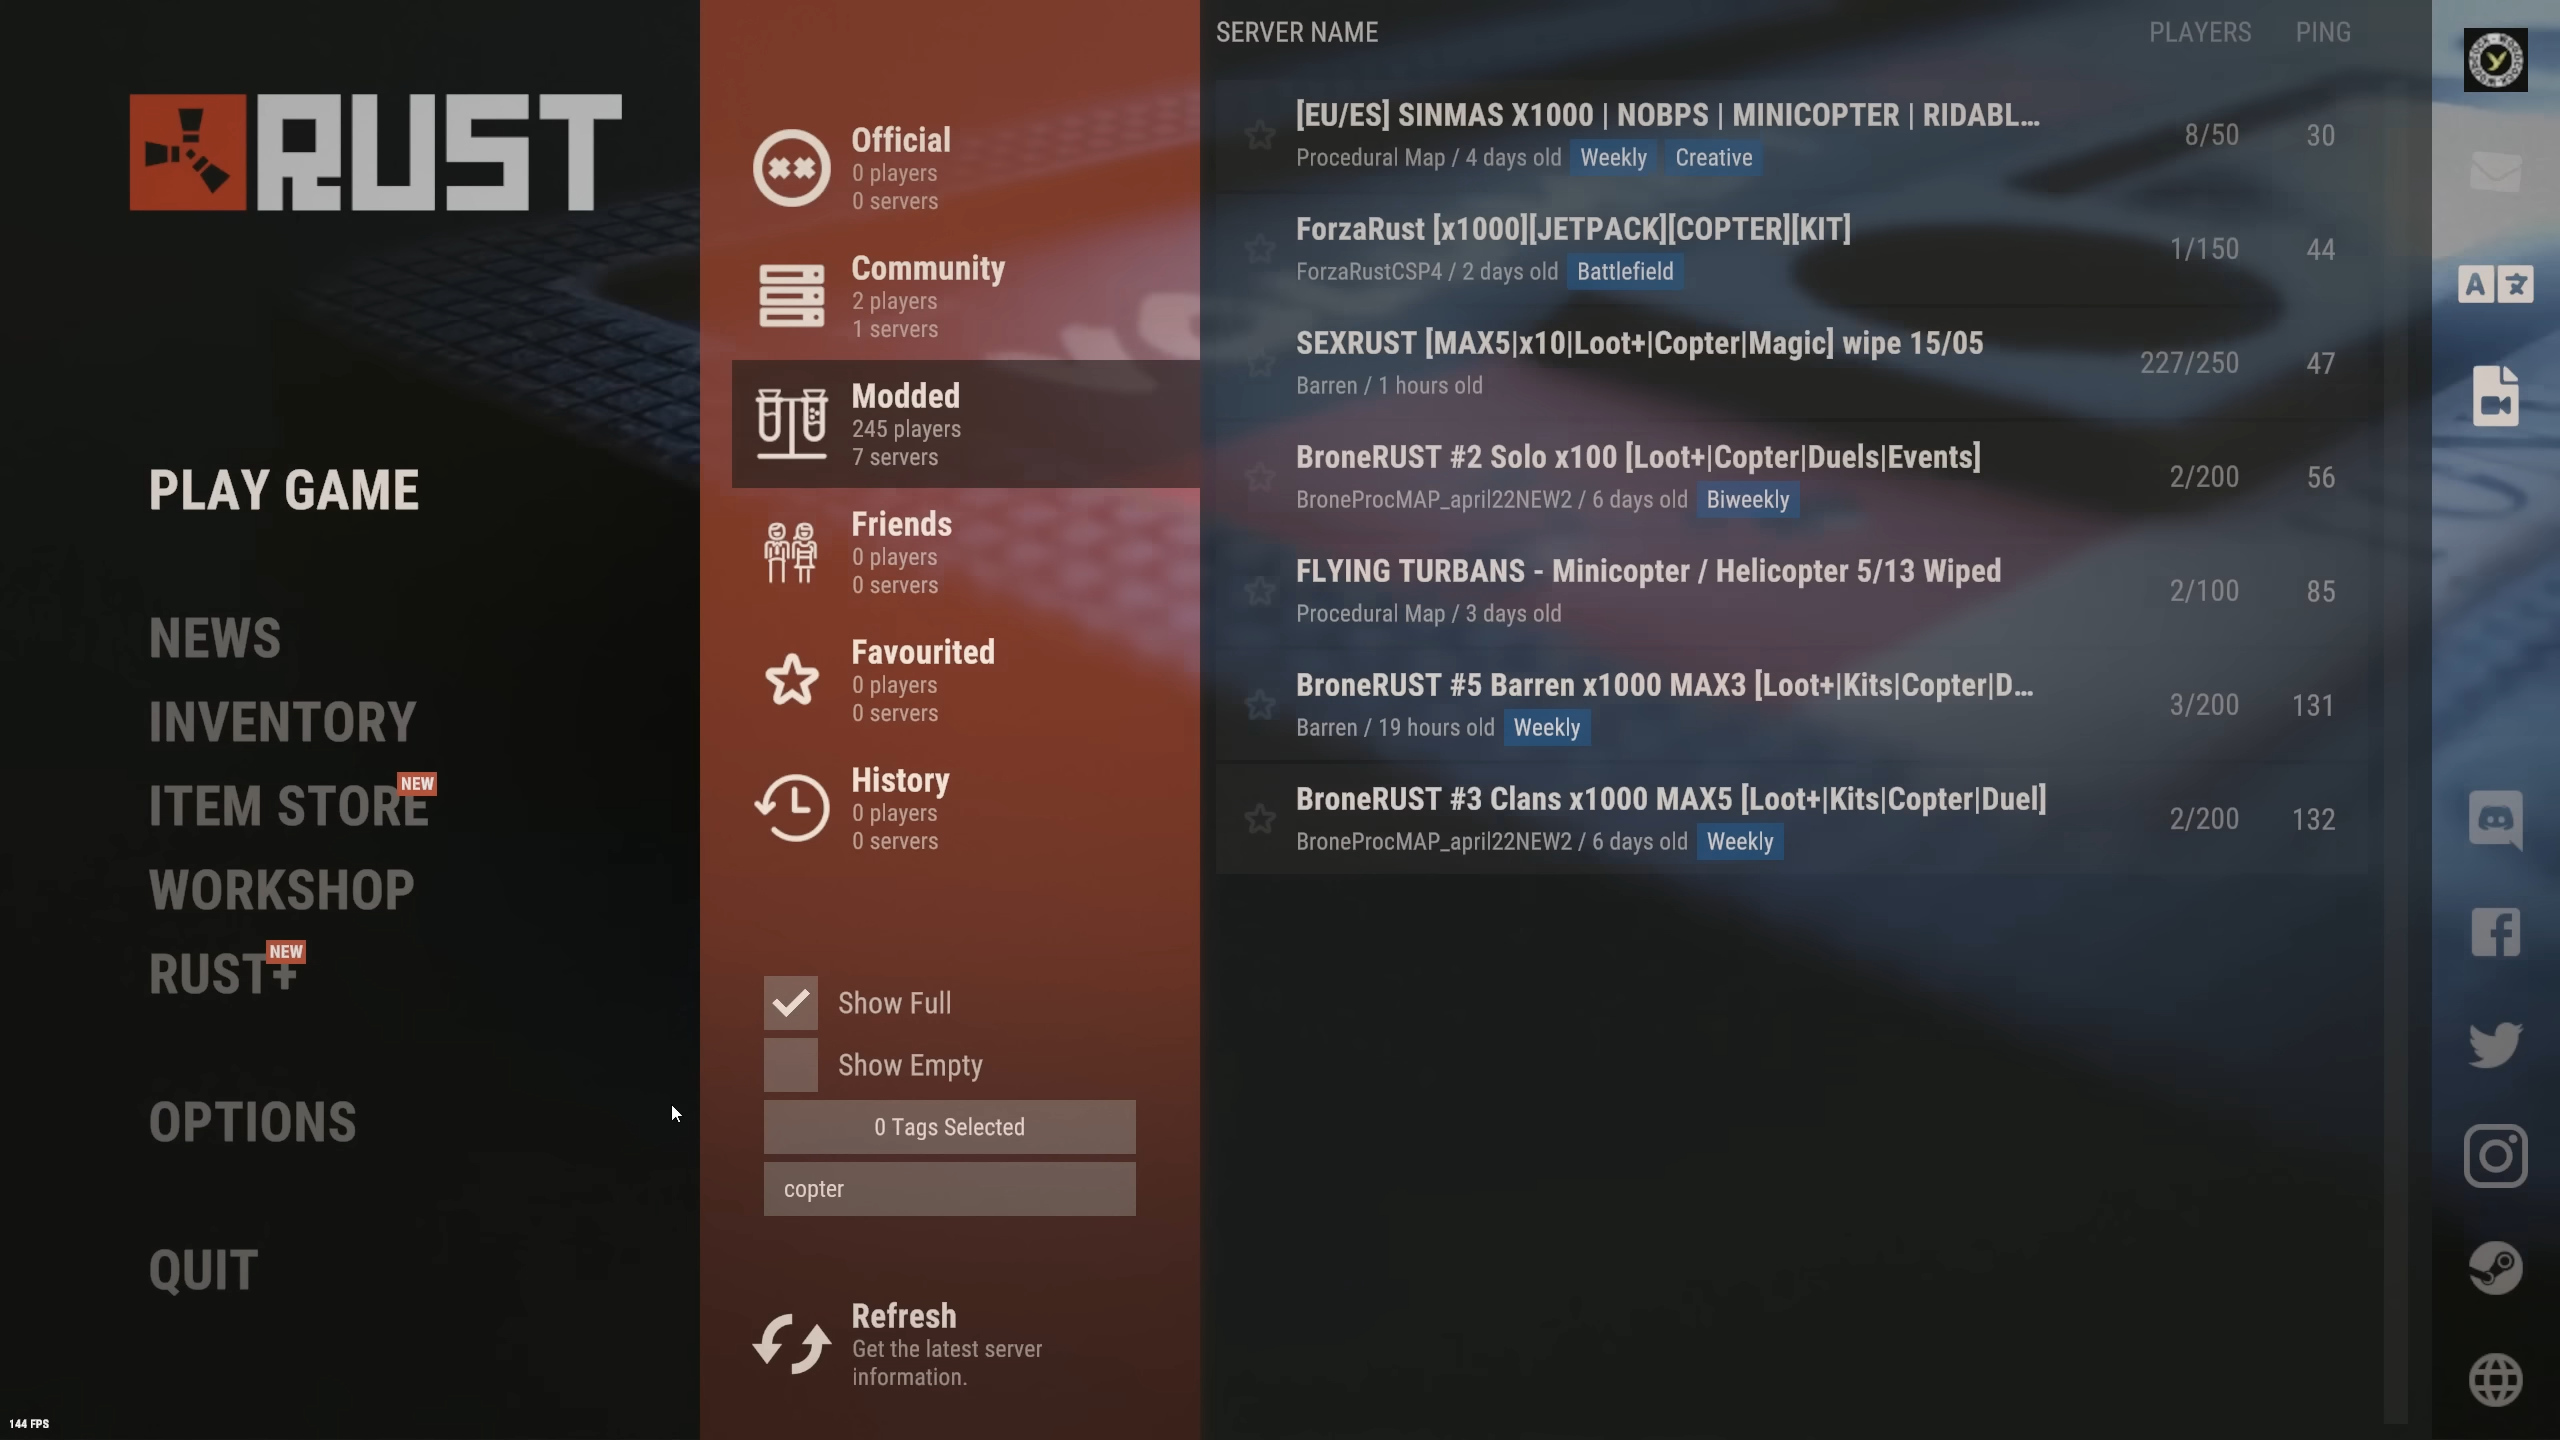 RUST
PLAY GAME
NEWS
INVENTORY
ITEM STORE
NEW
WORKSHOP
RUST+
NEW
OPTIONS
QUIT
144 FPS
Official
0 players
0 servers
Community
2 players
1 servers
Modded
245 players
7 servers
Friends
0 players
0 servers
Favourited
0 players
0 servers
History
0 players
0 servers
Show Full
Show Empty
0 Tags Selected
copter
Refresh
Get the latest server
information.
SERVER NAME PLAYERS PING
[EU/ES] SINMAS X1000 | NOBPS | MINICOPTER | RIDABL... 8/50 30
Procedural Map / 4 days old Weekly Creative
ForzaRust [x1000][JETPACK][COPTER][KIT] 1/150 44
ForzaRustCSP4 / 2 days old Battlefield
SEXRUST [MAX5|x10|Loot+|Copter|Magic] wipe 15/05 227/250 47
Barren / 1 hours old
BroneRUST #2 Solo x100 [Loot+|Copter|Duels|Events] 2/200 56
BroneProcMAP_april22NEW2 / 6 days old Biweekly
FLYING TURBANS - Minicopter / Helicopter 5/13 Wiped 2/100 85
Procedural Map / 3 days old
BroneRUST #5 Barren x1000 MAX3 [Loot+|Kits|Copter|D... 3/200 131
Barren / 19 hours old Weekly
BroneRUST #3 Clans x1000 MAX5 [Loot+|Kits|Copter|Duel] 2/200 132
BroneProcMAP_april22NEW2 / 6 days old Weekly